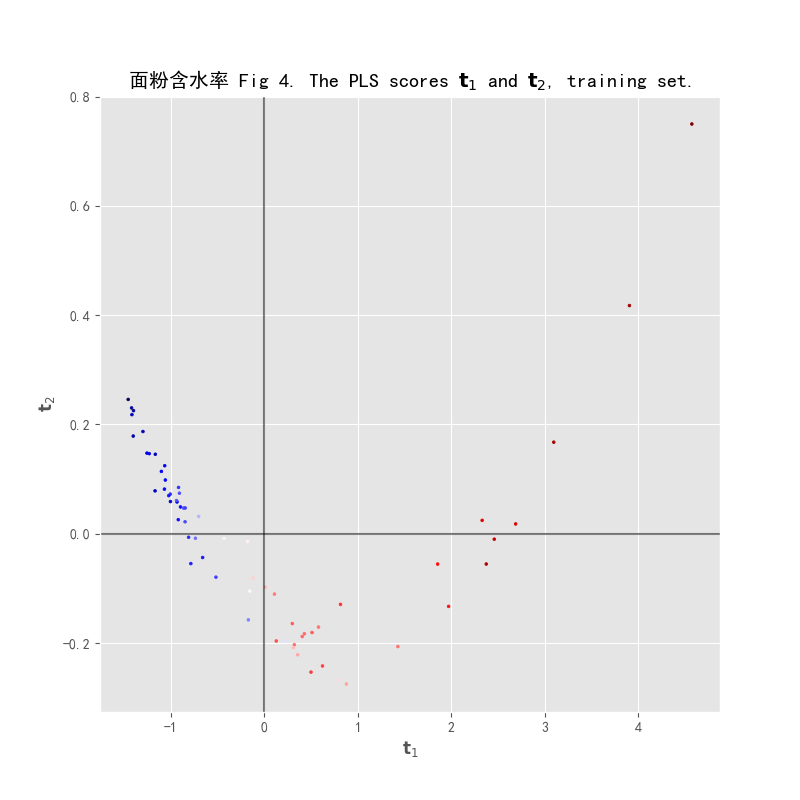 面粉含水率 Fig 4. The PLS scores t₁ and t₂, training set.
0.8
0.6
0.4
0.2
0.0
−0.2
t₂
−1 0 1 2 3 4
t₁